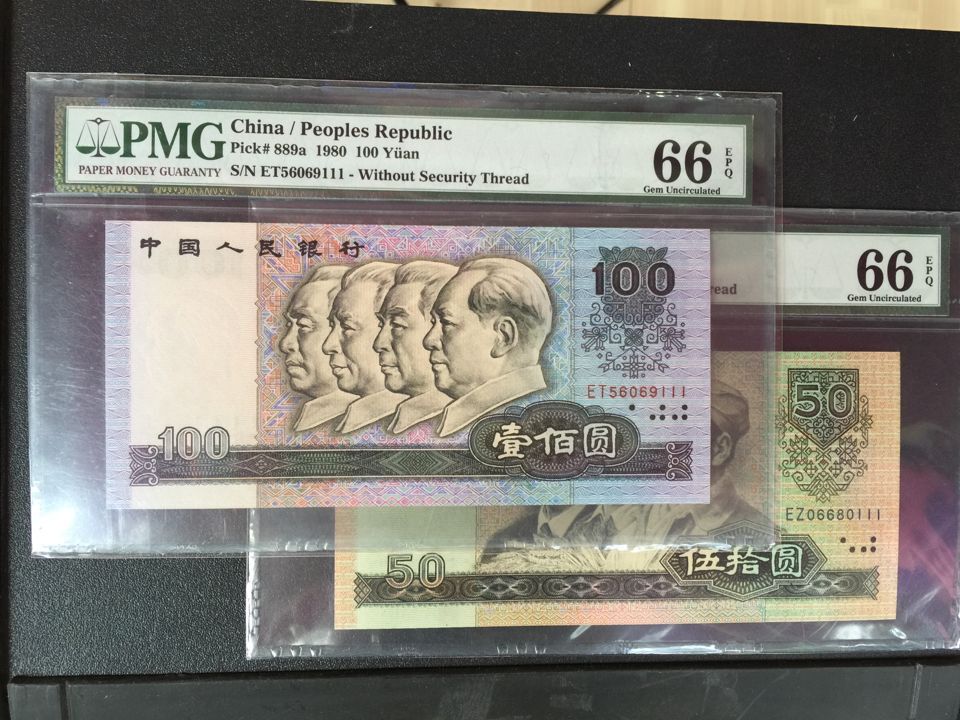 PMG
PAPER MONEY GUARANTY
China / Peoples Republic
Pick# 889a 1980 100 Yüan
S/N ET56069111 - Without Security Thread
66
EPQ
Gem Uncirculated
中国人民银行
100
ET56069111
100
壹佰圆
66
EPQ
Gem Uncirculated
50
EZ06680111
50
伍拾圆